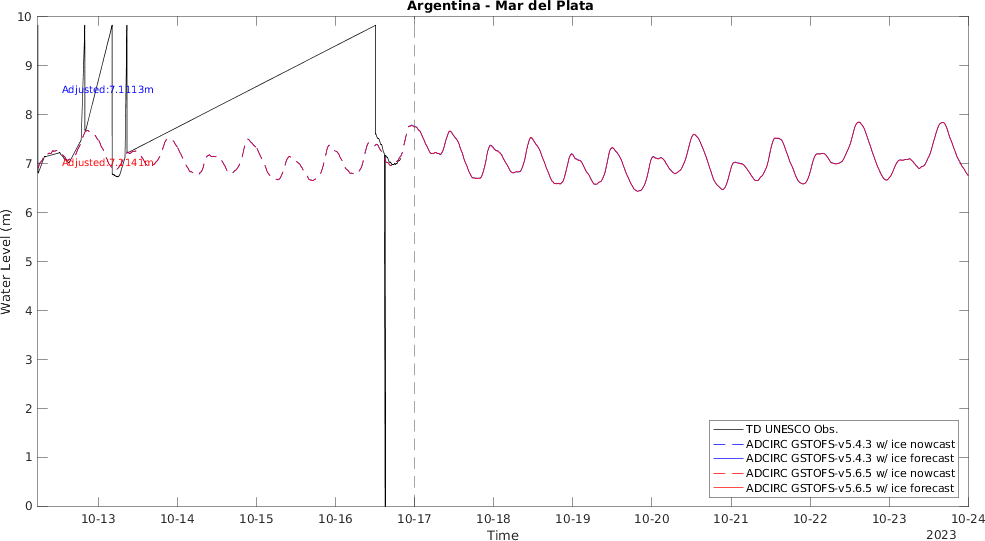 Argentina - Mar del Plata
10
9
8
7
6
5
4
3
2
1
0
Water Level (m)
Adjusted:7.1113m
Adjusted:7.1141m
TD UNESCO Obs.
ADCIRC GSTOFS-v5.4.3 w/ ice nowcast
ADCIRC GSTOFS-v5.4.3 w/ ice forecast
ADCIRC GSTOFS-v5.6.5 w/ ice nowcast
ADCIRC GSTOFS-v5.6.5 w/ ice forecast
10-13 10-14 10-15 10-16 10-17 10-18 10-19 10-20 10-21 10-22 10-23 10-24
Time
2023